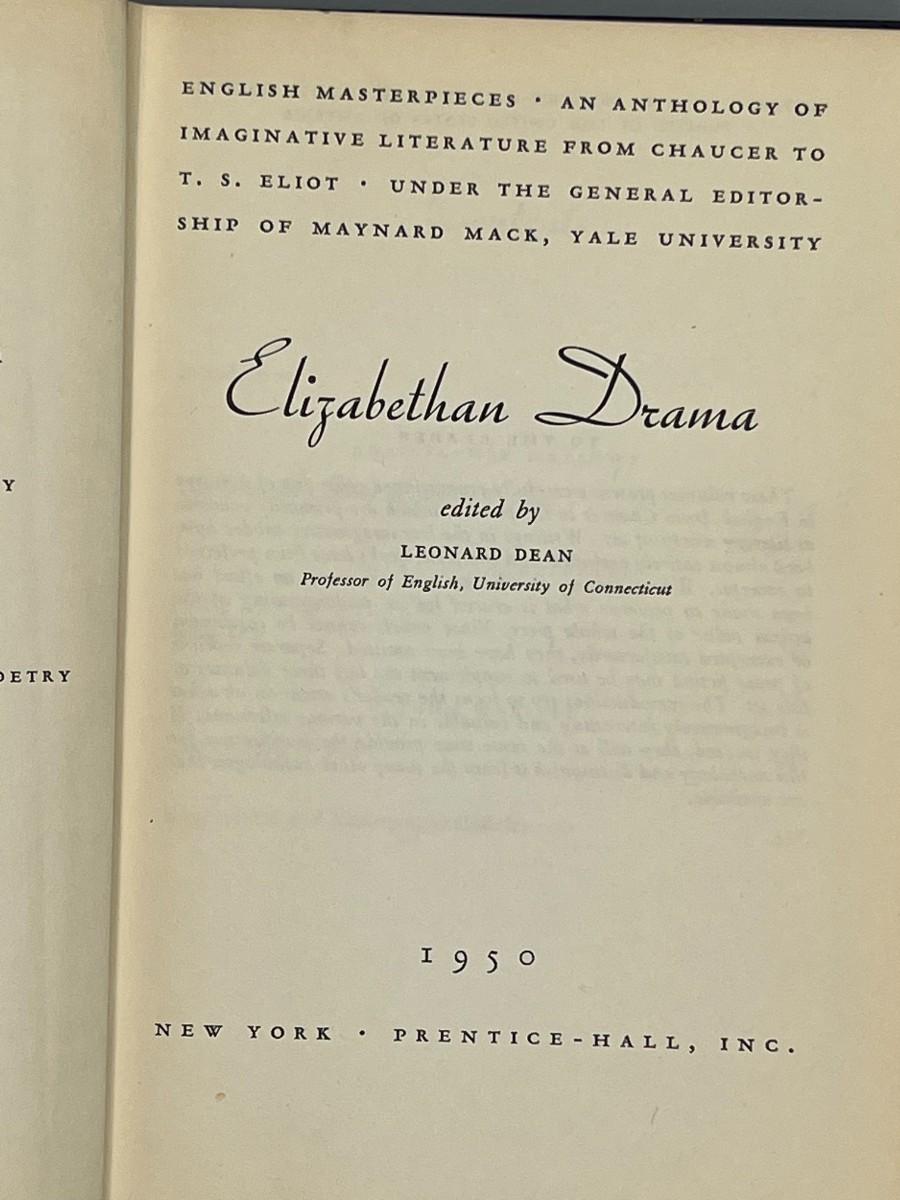 ENGLISH MASTERPIECES · AN ANTHOLOGY OF
IMAGINATIVE LITERATURE FROM CHAUCER TO
T. S. ELIOT · UNDER THE GENERAL EDITOR-
SHIP OF MAYNARD MACK, YALE UNIVERSITY
Elizabethan Drama
edited by
LEONARD DEAN
Professor of English, University of Connecticut
1950
NEW YORK · PRENTICE-HALL, INC.